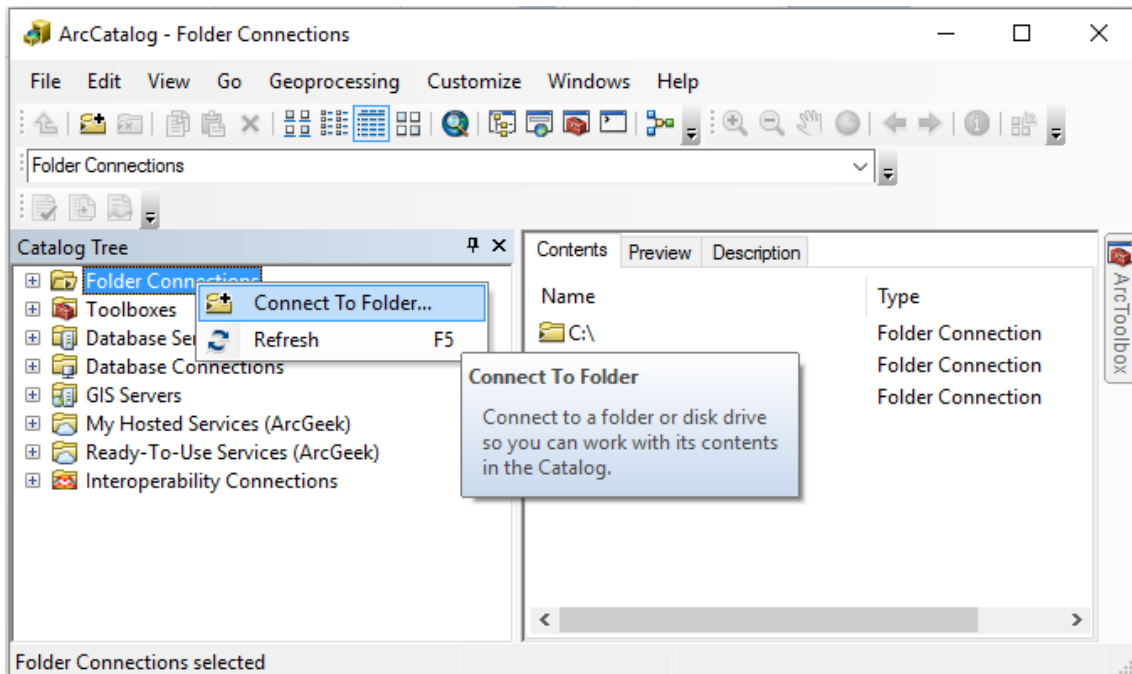 ArcCatalog - Folder Connections
File Edit View Go Geoprocessing Customize Windows Help
Folder Connections
Catalog Tree
Folder Connections
Toolboxes
Database Ser
Database Connections
GIS Servers
My Hosted Services (ArcGeek)
Ready-To-Use Services (ArcGeek)
Interoperability Connections
Connect To Folder...
Refresh F5
Connect To Folder
Connect to a folder or disk drive
so you can work with its contents
in the Catalog.
Contents Preview Description
Name Type
C:\ Folder Connection
Folder Connection
Folder Connection
ArcToolbox
Folder Connections selected